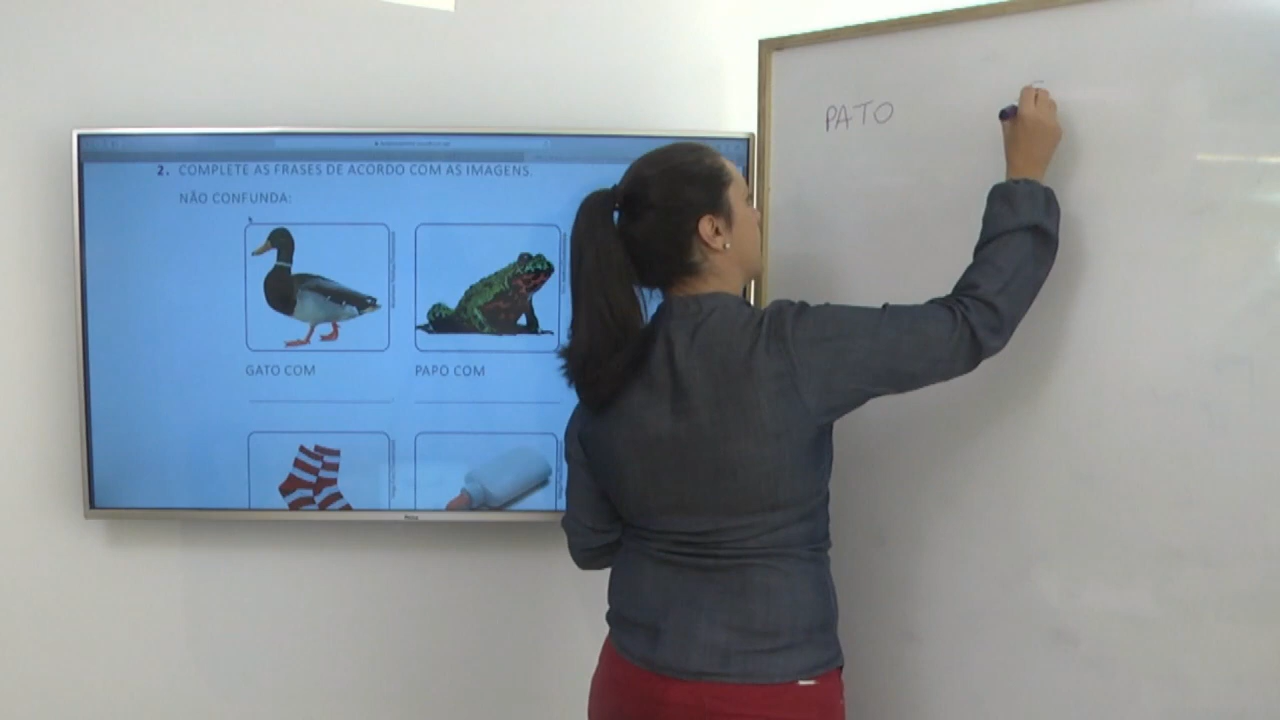 2. COMPLETE AS FRASES DE ACORDO COM AS IMAGENS.
NÃO CONFUNDA:
GATO COM
PAPO COM
PATO